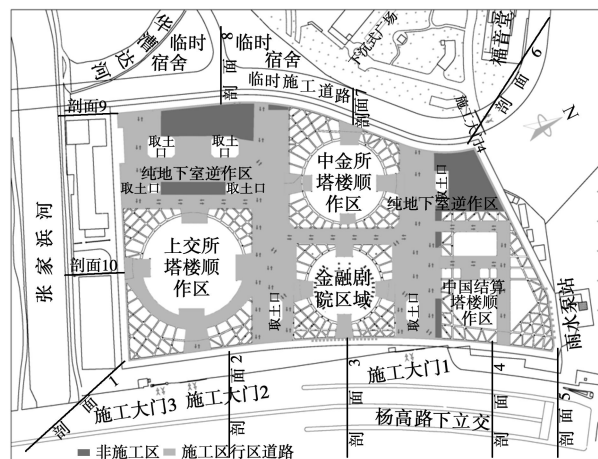 华漕达河
临时
宿舍
剖面8
临时
宿舍
临时施工道路
下沉式广场
福音堂
剖面6
剖面7
施工大门4
N
剖面9
取土口
取土口
纯地下室逆作区
取土口
取土口
中金所
塔楼顺
作区
取土口
纯地下室逆作区
张家浜河
剖面10
上交所
塔楼顺
作区
取土口
金融剧
院区域
取土口
中国结算
塔楼顺
作区
雨水泵站
剖面1
施工大门3
施工大门2
剖面2
剖面3
施工大门1
剖面4
剖面5
杨高路下立交
非施工区
施工区行区道路